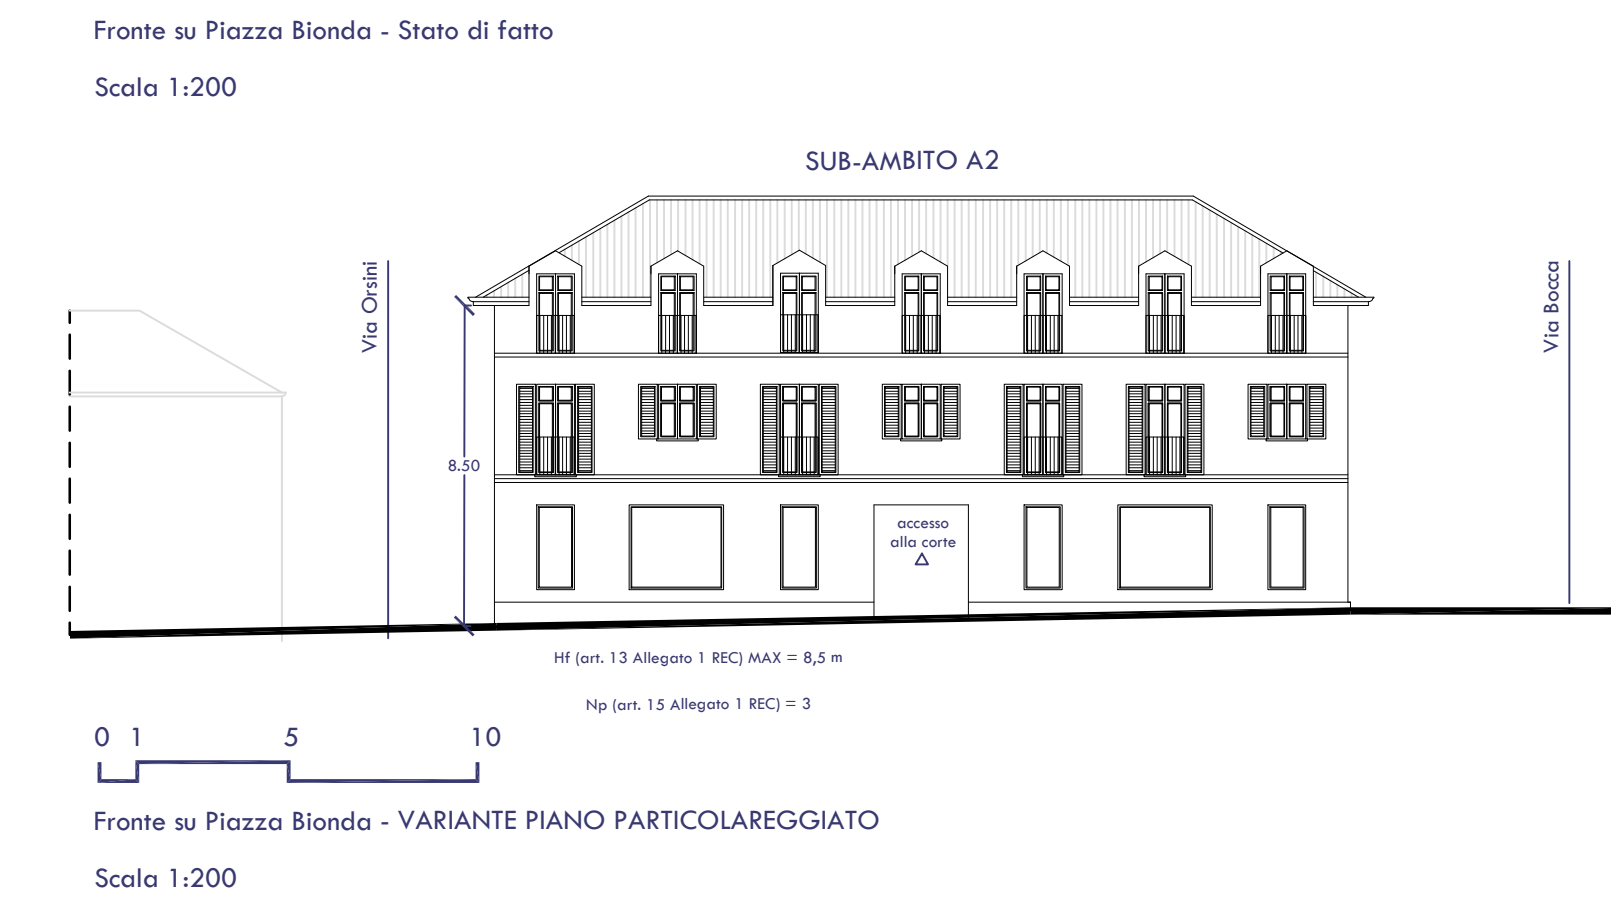 Fronte su Piazza Bionda - Stato di fatto
Scala 1:200
SUB-AMBITO A2
Via Orsini
Via Bocca
8.50
accesso
alla corte
Hf (art. 13 Allegato 1 REC) MAX = 8,5 m
Np (art. 15 Allegato 1 REC) = 3
0 1 5 10
Fronte su Piazza Bionda - VARIANTE PIANO PARTICOLAREGGIATO
Scala 1:200